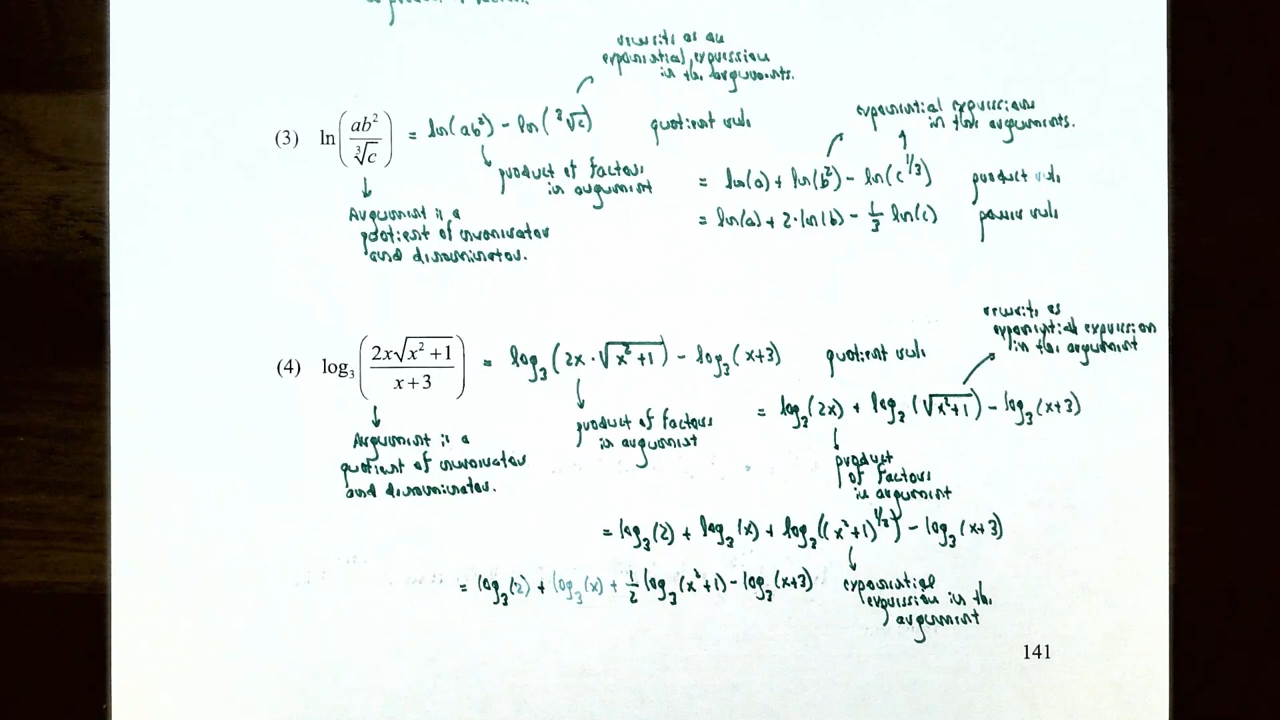 rewrite as an
exponential expression
in the arguments.
(3) ln(ab²/∛c) = ln(ab²) - ln(∛c) quotient rule
exponential expressions
in the arguments.
product of factors
in argument
= ln(a) + ln(b²) - ln(c^1/3) product rule
= ln(a) + 2·ln(b) - 1/3 ln(c) power rule
Argument is a
quotient of numerator
and denominator.
rewrite as
exponential expression
in the argument
(4) log₃(2x√(x²+1)/(x+3)) = log₃(2x·√(x²+1)) - log₃(x+3) quotient rule
product of factors
in argument
= log₃(2x) + log₃(√(x²+1)) - log₃(x+3)
Argument is a
quotient of numerator
and denominator.
product
of factors
in argument
= log₃(2) + log₃(x) + log₃((x²+1)^1/2) - log₃(x+3)
= log₃(2) + log₃(x) + 1/2 log₃(x²+1) - log₃(x+3)
exponential
expression in the
argument
141